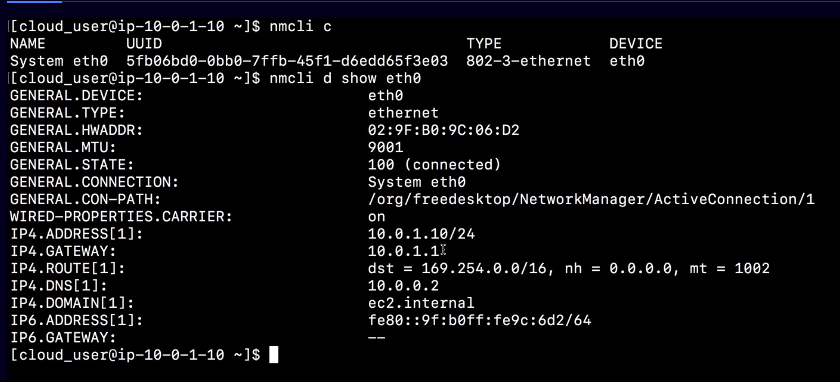 [cloud_user@ip-10-0-1-10 ~]$ nmcli c
NAME         UUID                                  TYPE            DEVICE
System eth0  5fb06bd0-0bb0-7ffb-45f1-d6edd65f3e03  802-3-ethernet  eth0
[cloud_user@ip-10-0-1-10 ~]$ nmcli d show eth0
GENERAL.DEVICE:                         eth0
GENERAL.TYPE:                           ethernet
GENERAL.HWADDR:                         02:9F:B0:9C:06:D2
GENERAL.MTU:                            9001
GENERAL.STATE:                          100 (connected)
GENERAL.CONNECTION:                     System eth0
GENERAL.CON-PATH:                       /org/freedesktop/NetworkManager/ActiveConnection/1
WIRED-PROPERTIES.CARRIER:               on
IP4.ADDRESS[1]:                         10.0.1.10/24
IP4.GATEWAY:                            10.0.1.1
IP4.ROUTE[1]:                           dst = 169.254.0.0/16, nh = 0.0.0.0, mt = 1002
IP4.DNS[1]:                             10.0.0.2
IP4.DOMAIN[1]:                          ec2.internal
IP6.ADDRESS[1]:                         fe80::9f:b0ff:fe9c:6d2/64
IP6.GATEWAY:                            --
[cloud_user@ip-10-0-1-10 ~]$